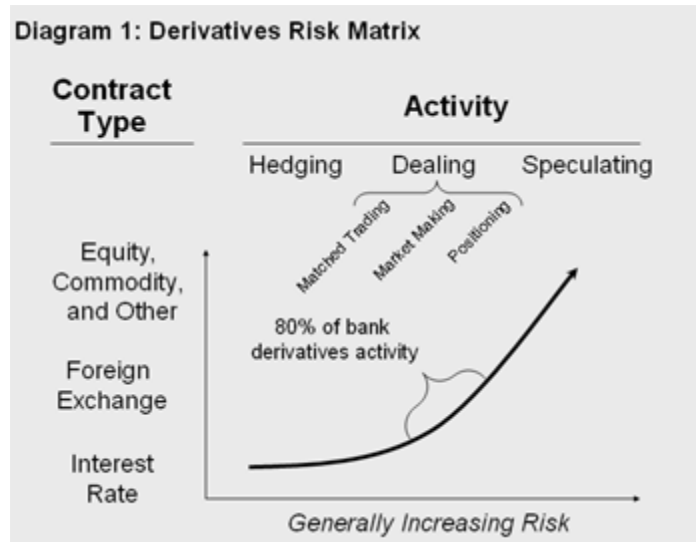 Diagram 1: Derivatives Risk Matrix
Contract
Type
Activity
Hedging
Dealing
Speculating
Matched Trading
Market Making
Positioning
Equity,
Commodity,
and Other
80% of bank
derivatives activity
Foreign
Exchange
Interest
Rate
Generally Increasing Risk